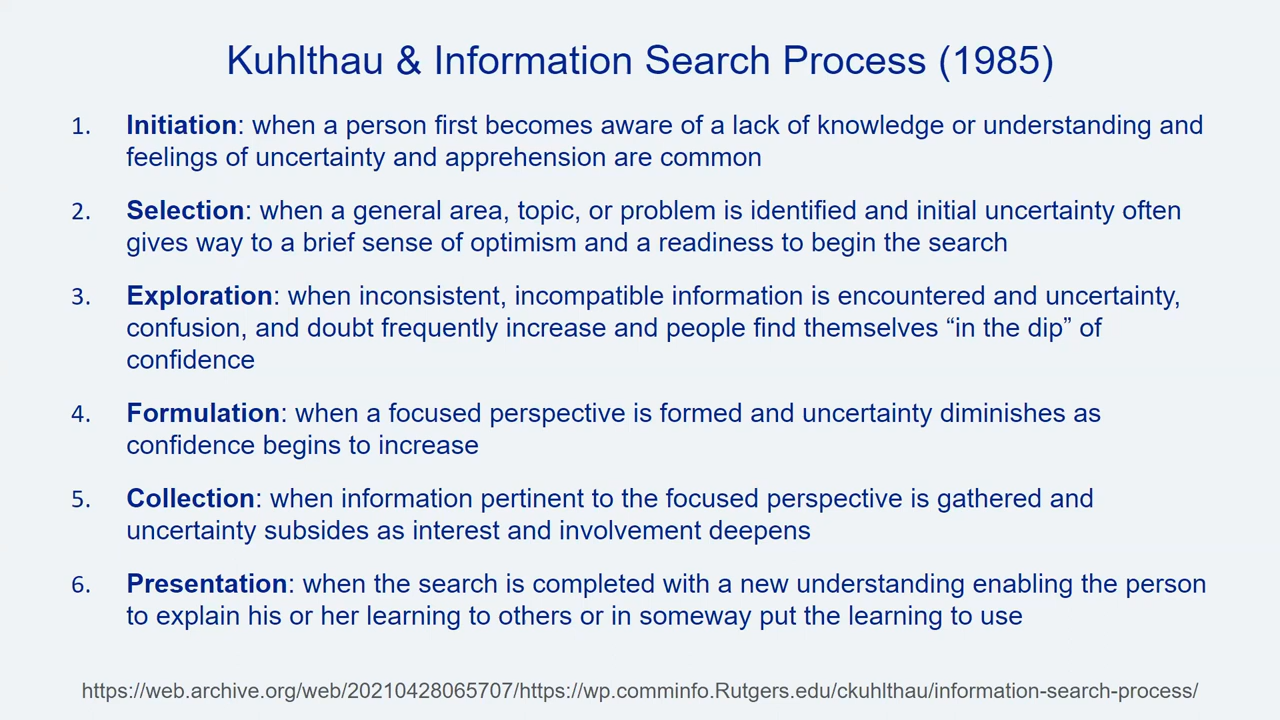 Kuhlthau & Information Search Process (1985)
1. Initiation: when a person first becomes aware of a lack of knowledge or understanding and
feelings of uncertainty and apprehension are common
2. Selection: when a general area, topic, or problem is identified and initial uncertainty often
gives way to a brief sense of optimism and a readiness to begin the search
3. Exploration: when inconsistent, incompatible information is encountered and uncertainty,
confusion, and doubt frequently increase and people find themselves “in the dip” of
confidence
4. Formulation: when a focused perspective is formed and uncertainty diminishes as
confidence begins to increase
5. Collection: when information pertinent to the focused perspective is gathered and
uncertainty subsides as interest and involvement deepens
6. Presentation: when the search is completed with a new understanding enabling the person
to explain his or her learning to others or in someway put the learning to use
https://web.archive.org/web/20210428065707/https://wp.comminfo.Rutgers.edu/ckuhlthau/information-search-process/